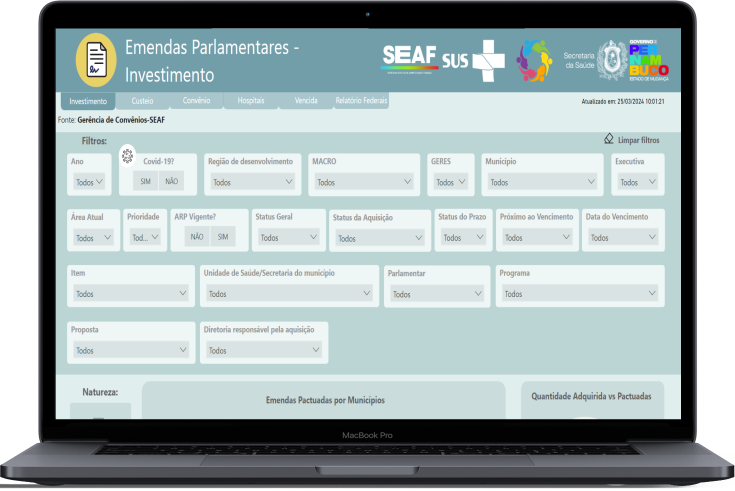 Emendas Parlamentares -
Investimento
SEAF
SUS
Secretaria
da Saúde
GOVERNO DE
PER
NAM
BUCO
ESTADO DE MUDANÇA
Investimento Custeio Convênio Hospitais Vencida Relatório Federais
Atualizado em: 25/03/2024 10:01:21
Fonte: Gerência de Convênios-SEAF
Filtros:
Limpar filtros
Ano Covid-19? Região de desenvolvimento MACRO GERES Município Executiva
Todos SIM NÃO Todos Todos Todos Todos Todos
Área Atual Prioridade ARP Vigente? Status Geral Status da Aquisição Status do Prazo Próximo ao Vencimento Data do Vencimento
Todos Tod... NÃO SIM Todos Todos Todos Todos Todos
Item Unidade de Saúde/Secretaria do município Parlamentar Programa
Todos Todos Todos Todos
Proposta Diretoria responsável pela aquisição
Todos Todos
Natureza:
Emendas Pactuadas por Municípios
Quantidade Adquirida vs Pactuadas
MacBook Pro